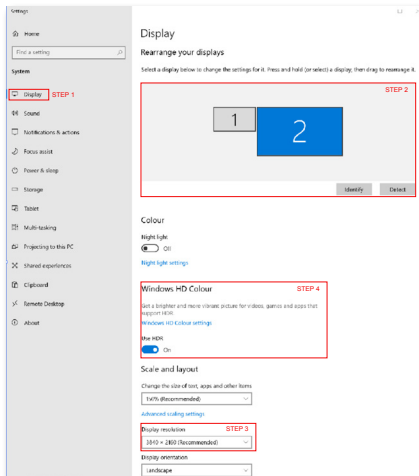 Settings
Home
Find a setting
System
Display
STEP 1
Sound
Notifications & actions
Focus assist
Power & sleep
Storage
Tablet
Multi-tasking
Projecting to this PC
Shared experiences
Clipboard
Remote Desktop
About
Display
Rearrange your displays
Select a display below to change the settings for it. Press and hold (or select) a display, then drag to rearrange it.
STEP 2
1
2
Identify
Detect
Colour
Night light
Off
Night light settings
Windows HD Colour
STEP 4
Get a brighter and more vibrant picture for videos, games and apps that
support HDR.
Windows HD Colour settings
Use HDR
On
Scale and layout
Change the size of text, apps and other items
150% (Recommended)
Advanced scaling settings
Display resolution
STEP 3
3840 × 2160 (Recommended)
Display orientation
Landscape